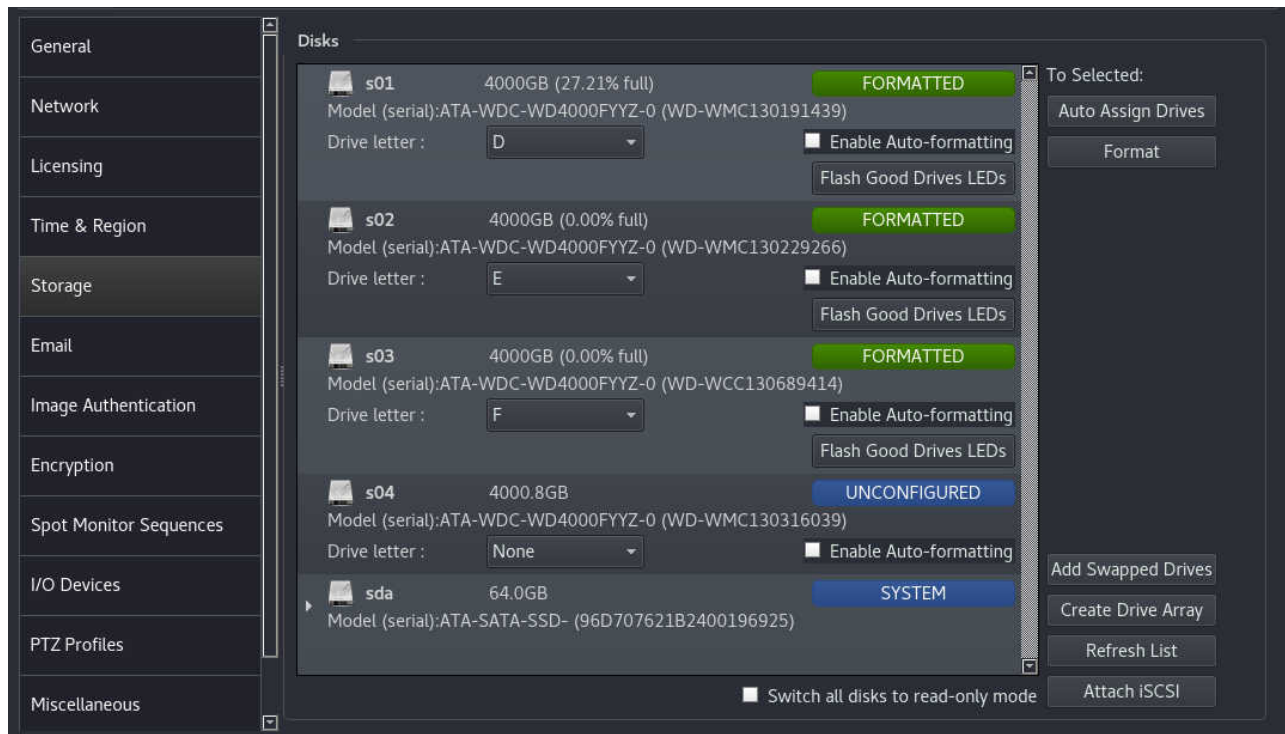 General
Network
Licensing
Time & Region
Storage
Email
Image Authentication
Encryption
Spot Monitor Sequences
I/O Devices
PTZ Profiles
Miscellaneous
Disks
s01 4000GB (27.21% full) FORMATTED
Model (serial):ATA-WDC-WD4000FYYZ-0 (WD-WMC130191439)
Drive letter : D Enable Auto-formatting
Flash Good Drives LEDs
s02 4000GB (0.00% full) FORMATTED
Model (serial):ATA-WDC-WD4000FYYZ-0 (WD-WMC130229266)
Drive letter : E Enable Auto-formatting
Flash Good Drives LEDs
s03 4000GB (0.00% full) FORMATTED
Model (serial):ATA-WDC-WD4000FYYZ-0 (WD-WCC130689414)
Drive letter : F Enable Auto-formatting
Flash Good Drives LEDs
s04 4000.8GB UNCONFIGURED
Model (serial):ATA-WDC-WD4000FYYZ-0 (WD-WMC130316039)
Drive letter : None Enable Auto-formatting
sda 64.0GB SYSTEM
Model (serial):ATA-SATA-SSD- (96D707621B2400196925)
Switch all disks to read-only mode
To Selected:
Auto Assign Drives
Format
Add Swapped Drives
Create Drive Array
Refresh List
Attach iSCSI